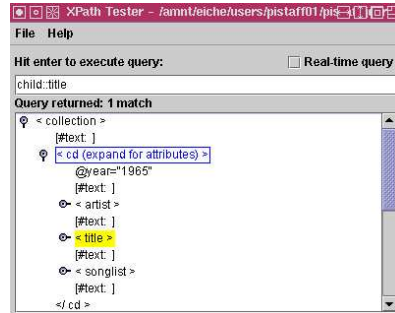 XPath Tester - /amnt/eiche/users/pistaff01/
File Help
Hit enter to execute query:
Real-time query
child::title
Query returned: 1 match
< collection >
[#text: ]
< cd (expand for attributes) >
@year="1965"
[#text: ]
< artist >
[#text: ]
< title >
[#text: ]
< songlist >
[#text: ]
</ cd >